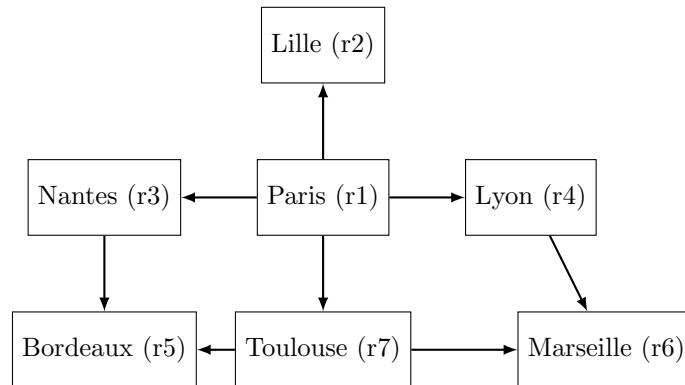 Lille (r2)
Nantes (r3)
Paris (r1)
Lyon (r4)
Bordeaux (r5)
Toulouse (r7)
Marseille (r6)